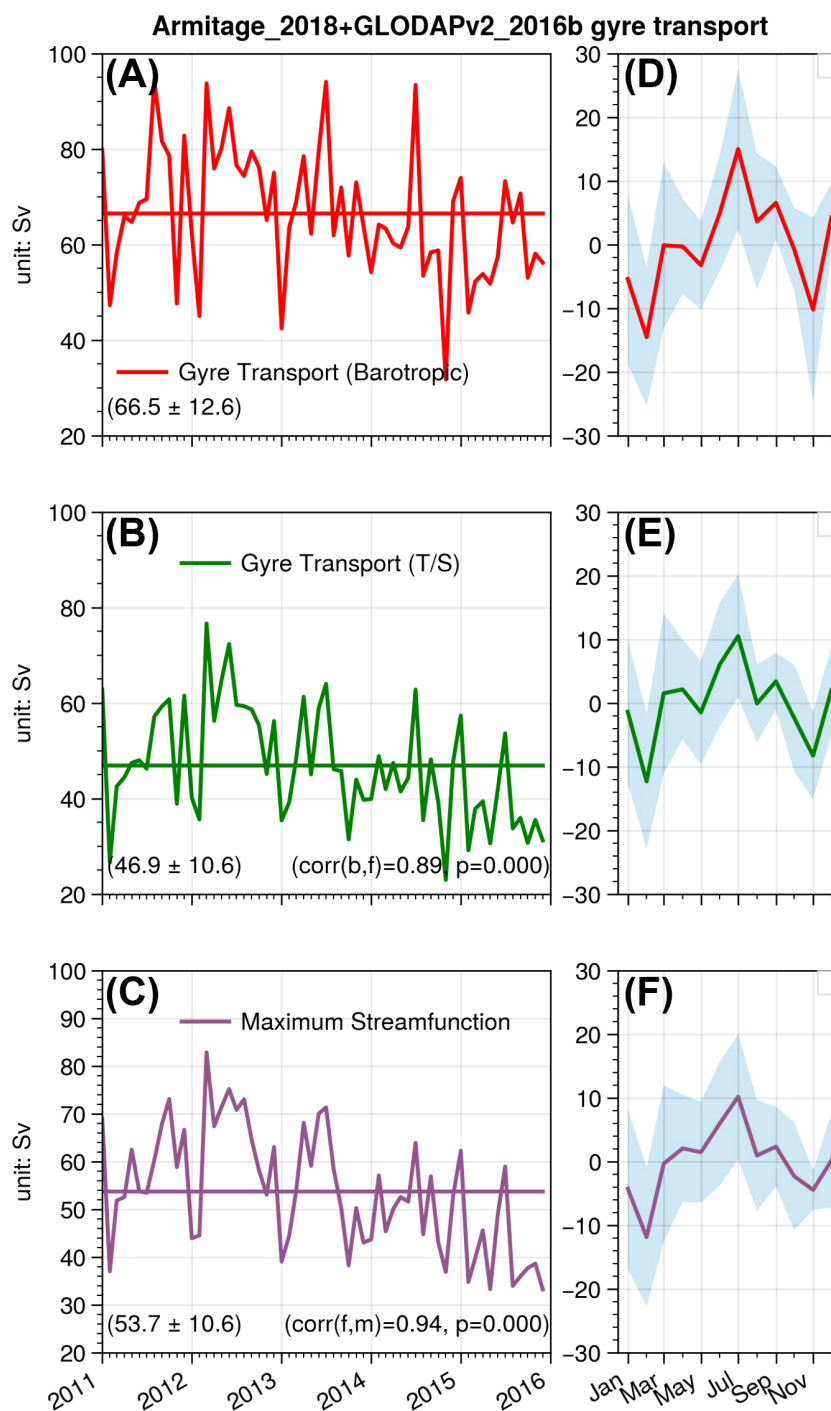 Armitage_2018+GLODAPv2_2016b gyre transport
(A)
100
80
60
40
20
unit: Sv
Gyre Transport (Barotropic)
(66.5 ± 12.6)
(D)
30
20
10
0
−10
−20
−30
(B)
100
80
60
40
20
unit: Sv
Gyre Transport (T/S)
(46.9 ± 10.6) (corr(b,f)=0.89, p=0.000)
(E)
30
20
10
0
−10
−20
−30
(C)
100
90
80
70
60
50
40
30
20
unit: Sv
Maximum Streamfunction
(53.7 ± 10.6) (corr(f,m)=0.94, p=0.000)
2011 2012 2013 2014 2015 2016
(F)
30
20
10
0
−10
−20
−30
Jan Mar May Jul Sep Nov